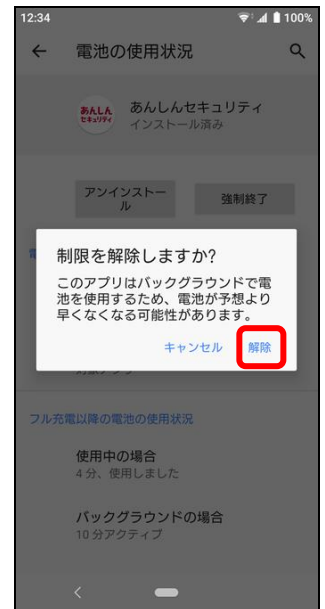 12:34
100%
電池の使用状況
あんしん
セキュリティ
あんしんセキュリティ
インストール済み
アンインストー
ル
強制終了
制限を解除しますか?
このアプリはバックグラウンドで電
池を使用するため、電池が予想より
早くなくなる可能性があります。
キャンセル
解除
フル充電以降の電池の使用状況
使用中の場合
4 分、使用しました
バックグラウンドの場合
10 分アクティブ